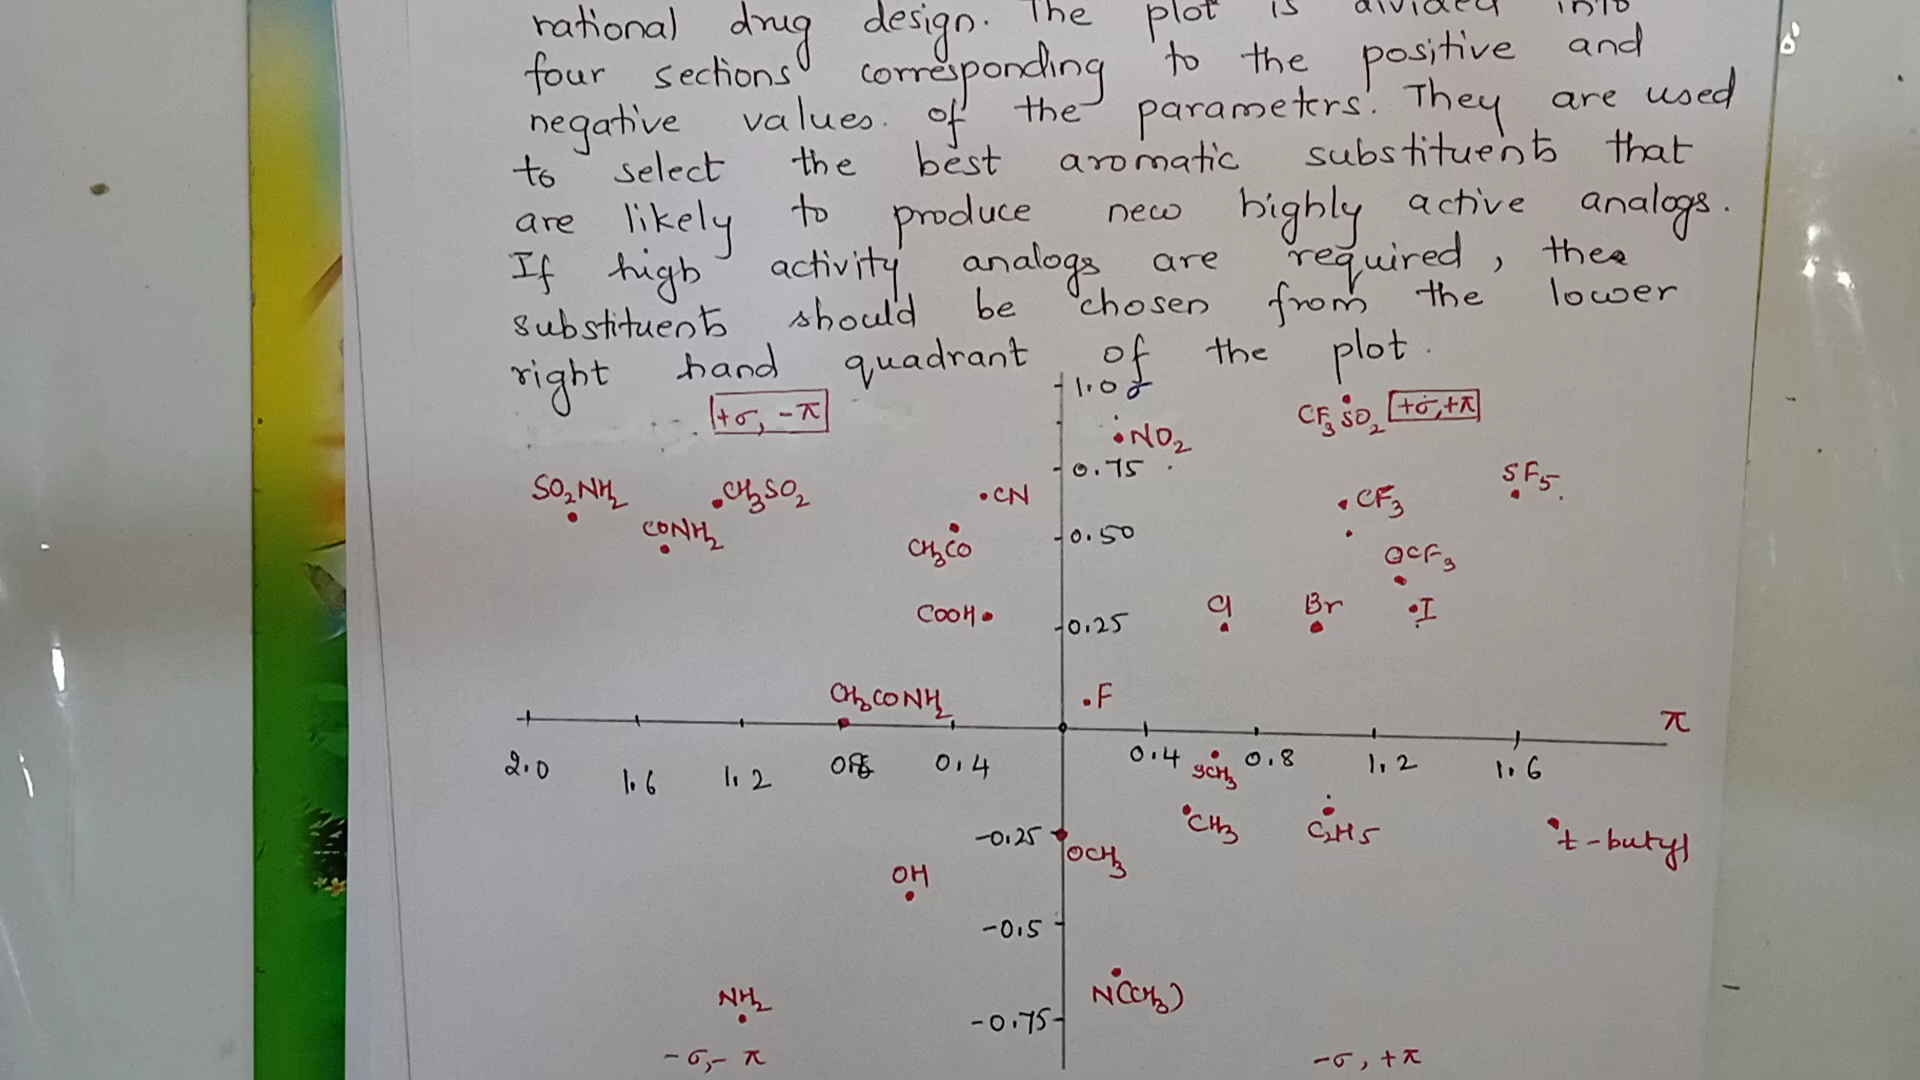 rational drug design. The plot is divided into
four sections corresponding to the positive and
negative values. of the parameters. They are used
to select the best aromatic substituents that
are likely to produce new highly active analogs.
If high activity analogs are required, the
substituents should be chosen from the lower
right hand quadrant of the plot.
1.0 σ
+σ, -π
CF3SO2 +σ,+π
NO2
0.75
SO2NH2
CH3SO2
CN
CF3
SF5
CONH2
CH3CO
0.50
OCF3
COOH
0.25
Cl
Br
I
CH3CONH2
F
π
2.0 1.6 1.2 0.8 0.4 0.4 0.8 1.2 1.6
SCH3
-0.25
OCH3
CH3
C2H5
t-butyl
OH
-0.5
NH2
N(CH3)
-0.75
-σ,-π
-σ, +π